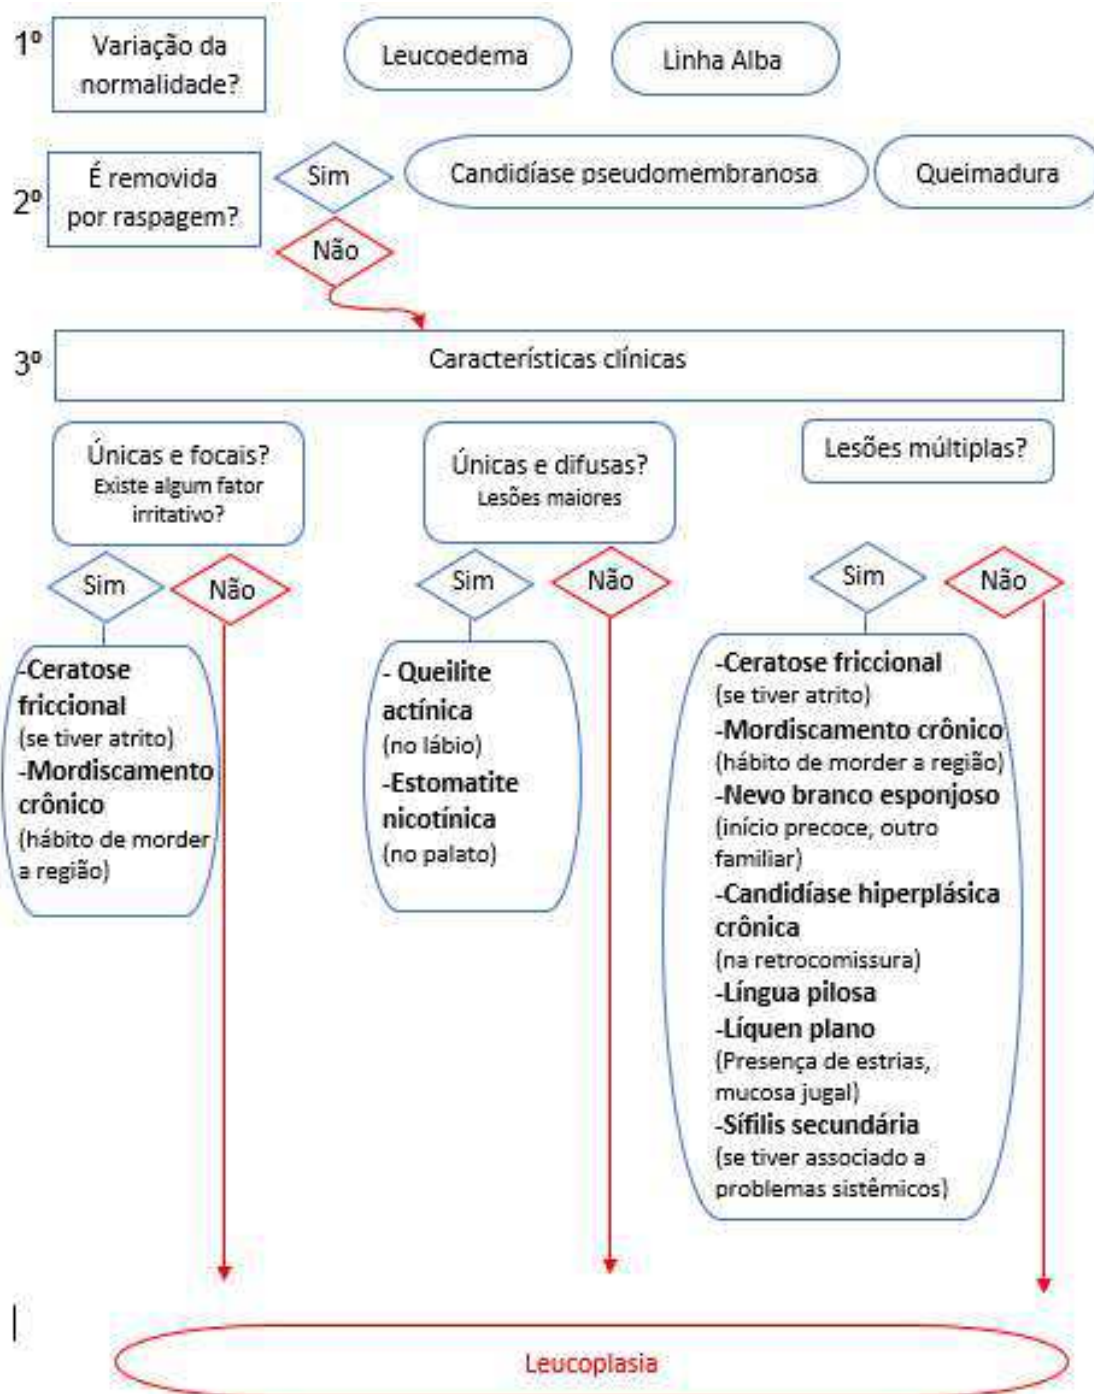 1º
Variação da
normalidade?
Leucoedema
Linha Alba
2º
É removida
por raspagem?
Sim
Candidíase pseudomembranosa
Queimadura
Não
3º
Características clínicas
Únicas e focais?
Existe algum fator
irritativo?
Sim
Não
-Ceratose
friccional
(se tiver atrito)
-Mordiscamento
crônico
(hábito de morder
a região)
Únicas e difusas?
Lesões maiores
Sim
Não
- Queilite
actínica
(no lábio)
-Estomatite
nicotínica
(no palato)
Lesões múltiplas?
Sim
Não
-Ceratose friccional
(se tiver atrito)
-Mordiscamento crônico
(hábito de morder a região)
-Nevo branco esponjoso
(início precoce, outro
familiar)
-Candidíase hiperplásica
crônica
(na retrocomissura)
-Língua pilosa
-Líquen plano
(Presença de estrias,
mucosa jugal)
-Sífilis secundária
(se tiver associado a
problemas sistêmicos)
Leucoplasia